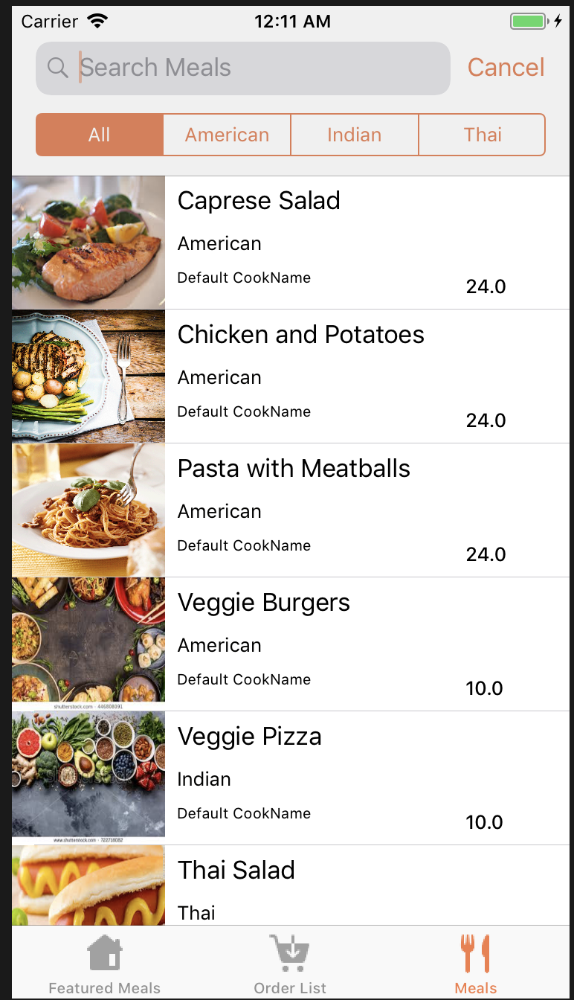 Carrier 12:11 AM
Search Meals Cancel
All American Indian Thai
Caprese Salad
American
Default CookName
24.0
Chicken and Potatoes
American
Default CookName
24.0
Pasta with Meatballs
American
Default CookName
24.0
Veggie Burgers
American
Default CookName
10.0
shutterstock.com · 446808091
Veggie Pizza
Indian
Default CookName
10.0
shutterstock
www.shutterstock.com · 722718082
Thai Salad
Thai
Featured Meals Order List Meals